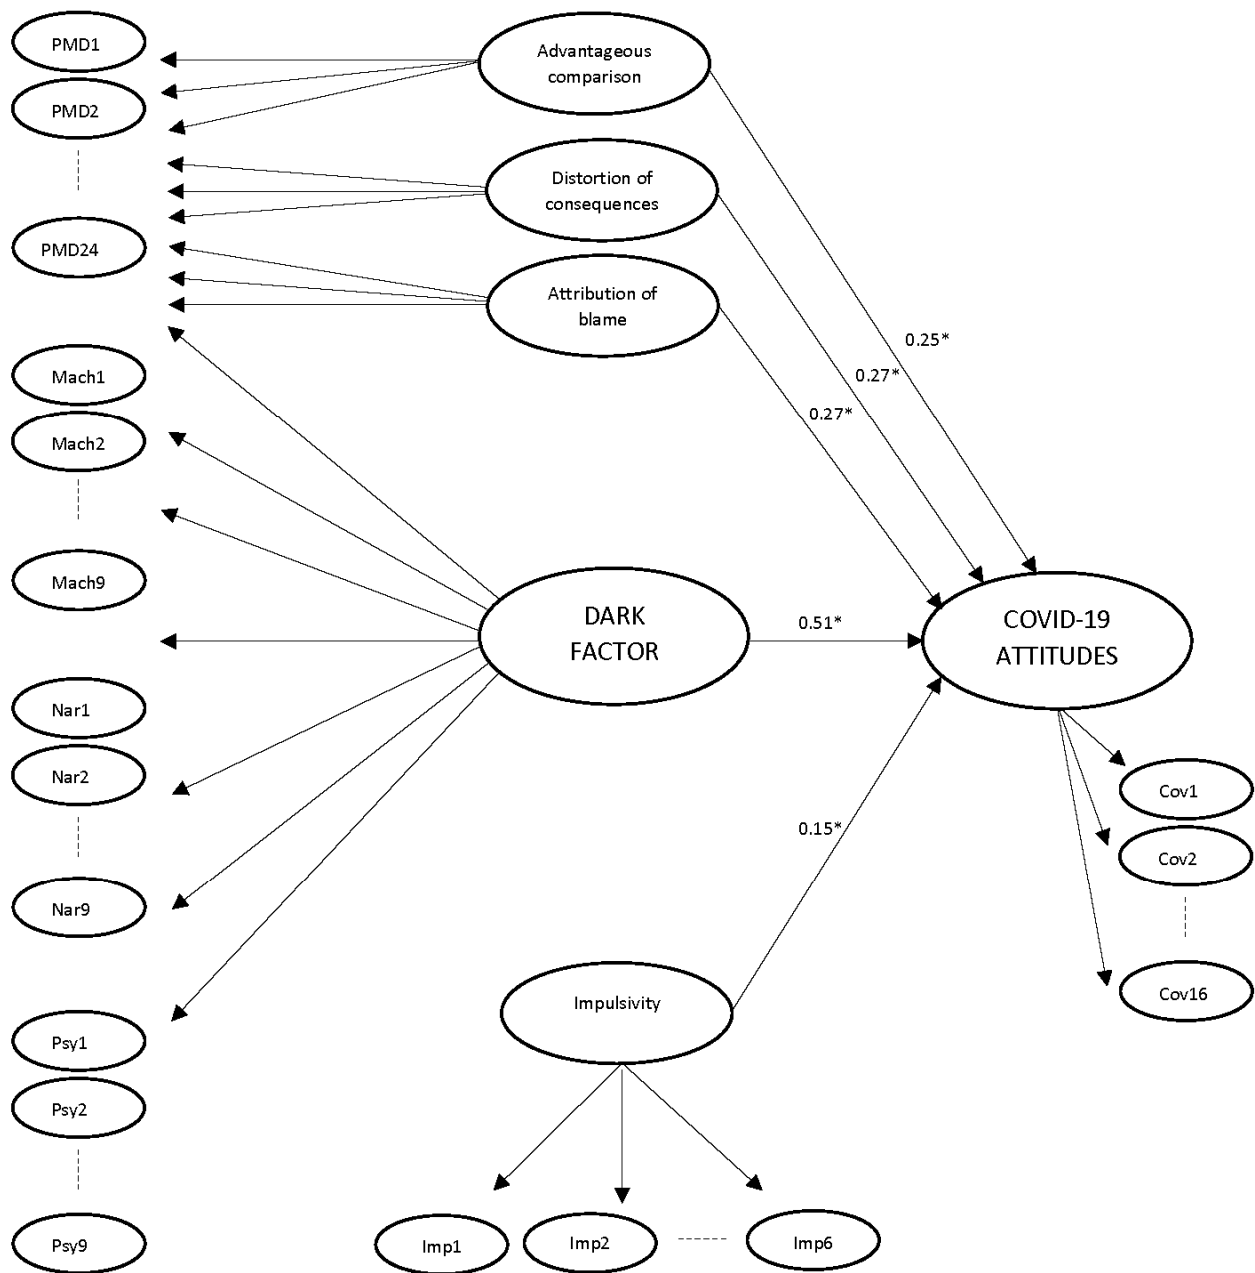 PMD1
PMD2
PMD24
Mach1
Mach2
Mach9
Nar1
Nar2
Nar9
Psy1
Psy2
Psy9
Advantageous
comparison
Distortion of
consequences
Attribution of
blame
DARK
FACTOR
Impulsivity
Imp1
Imp2
Imp6
0.25*
0.27*
0.27*
0.51*
0.15*
COVID-19
ATTITUDES
Cov1
Cov2
Cov16